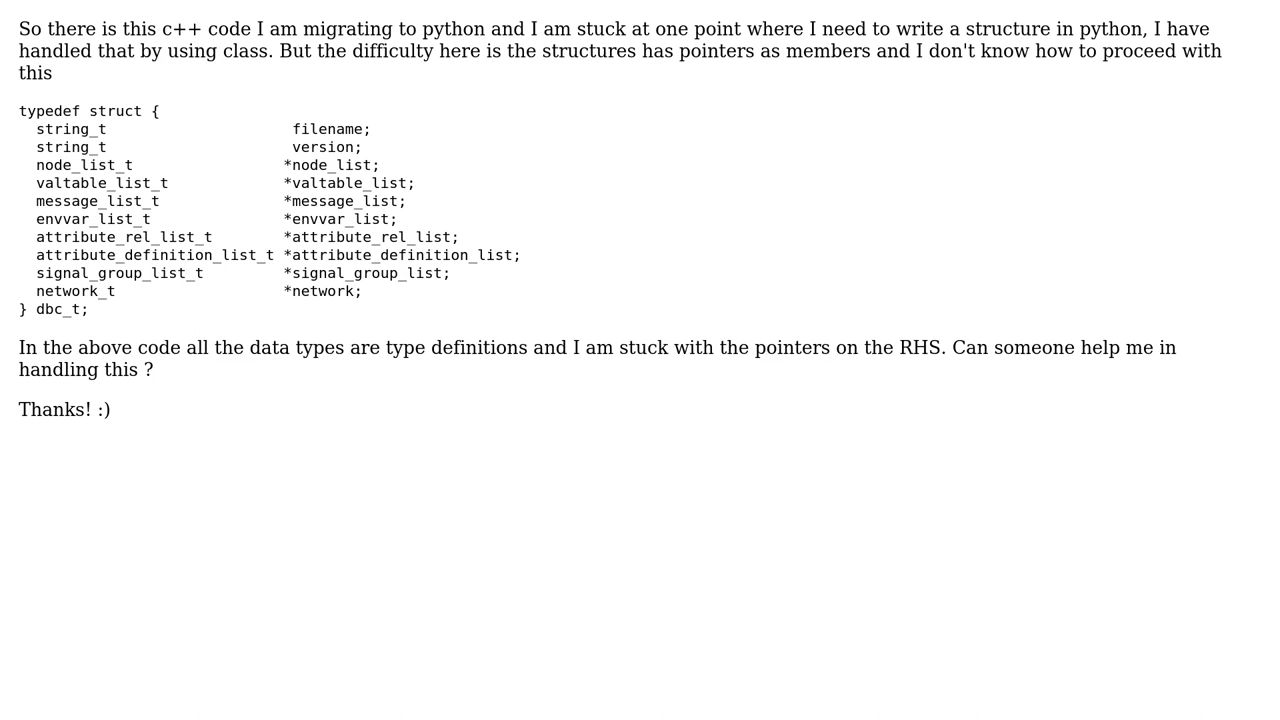 So there is this c++ code I am migrating to python and I am stuck at one point where I need to write a structure in python, I have
handled that by using class. But the difficulty here is the structures has pointers as members and I don't know how to proceed with
this
typedef struct {
  string_t                     filename;
  string_t                     version;
  node_list_t                 *node_list;
  valtable_list_t             *valtable_list;
  message_list_t              *message_list;
  envvar_list_t               *envvar_list;
  attribute_rel_list_t        *attribute_rel_list;
  attribute_definition_list_t *attribute_definition_list;
  signal_group_list_t         *signal_group_list;
  network_t                   *network;
} dbc_t;
In the above code all the data types are type definitions and I am stuck with the pointers on the RHS. Can someone help me in
handling this ?
Thanks! :)